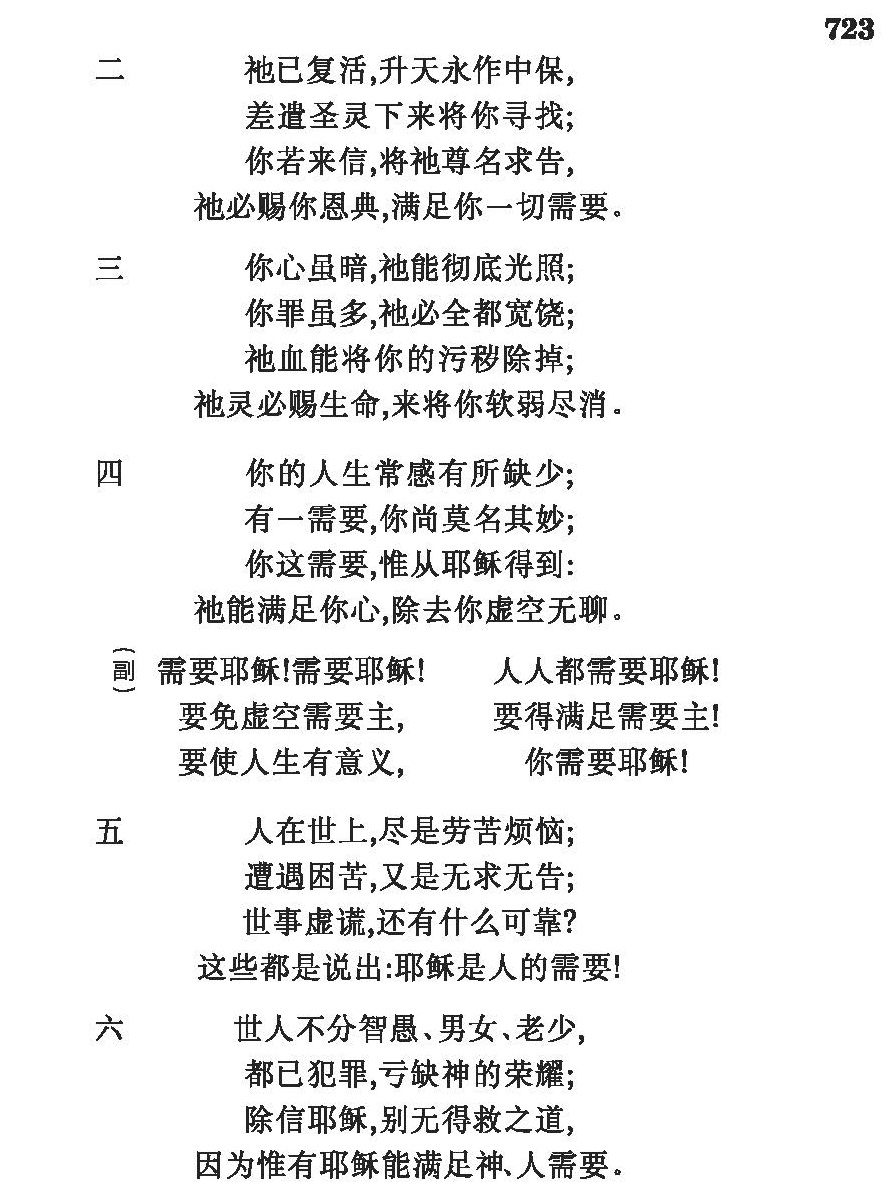 723
二 祂已复活,升天永作中保,
差遣圣灵下来将你寻找;
你若来信,将祂尊名求告,
祂必赐你恩典,满足你一切需要。
三 你心虽暗,祂能彻底光照;
你罪虽多,祂必全都宽饶;
祂血能将你的污秽除掉;
祂灵必赐生命,来将你软弱尽消。
四 你的人生常感有所缺少;
有一需要,你尚莫名其妙;
你这需要,惟从耶稣得到:
祂能满足你心,除去你虚空无聊。
(副) 需要耶稣!需要耶稣! 人人都需要耶稣!
要免虚空需要主, 要得满足需要主!
要使人生有意义, 你需要耶稣!
五 人在世上,尽是劳苦烦恼;
遭遇困苦,又是无求无告;
世事虚谎,还有什么可靠?
这些都是说出:耶稣是人的需要!
六 世人不分智愚、男女、老少,
都已犯罪,亏缺神的荣耀;
除信耶稣,别无得救之道,
因为惟有耶稣能满足神、人需要。